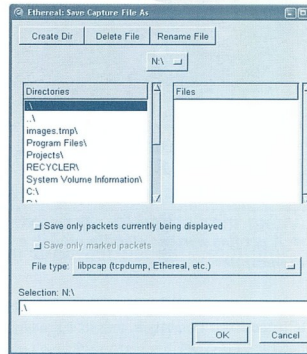 Ethereal: Save Capture File As
Create Dir Delete File Rename File
N:\
Directories Files
.\
..\
images.tmp\
Program Files\
Projects\
RECYCLER\
System Volume Information\
C:\
Save only packets currently being displayed
Save only marked packets
File type: libpcap (tcpdump, Ethereal, etc.)
Selection: N:\
.\
OK Cancel